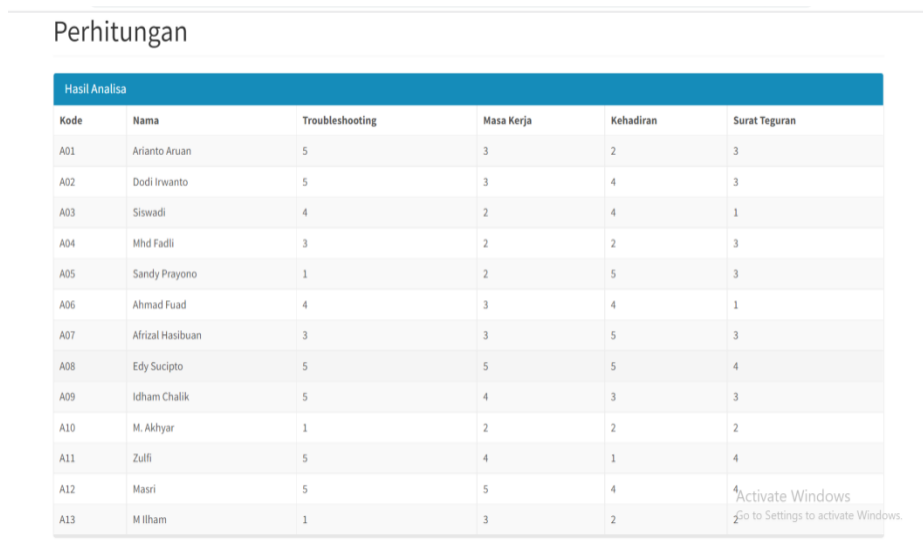 Perhitungan
Hasil Analisa
Kode Nama Troubleshooting Masa Kerja Kehadiran Surat Teguran
A01 Arianto Aruan 5 3 2 3
A02 Dodi Irwanto 5 3 4 3
A03 Siswadi 4 2 4 1
A04 Mhd Fadli 3 2 2 3
A05 Sandy Prayono 1 2 5 3
A06 Ahmad Fuad 4 3 4 1
A07 Afrizal Hasibuan 3 3 5 3
A08 Edy Sucipto 5 5 5 4
A09 Idham Chalik 5 4 3 3
A10 M. Akhyar 1 2 2 2
A11 Zulfi 5 4 1 4
A12 Masri 5 5 4 4
Activate Windows
A13 M Ilham 1 3 2 2
Go to Settings to activate Windows.